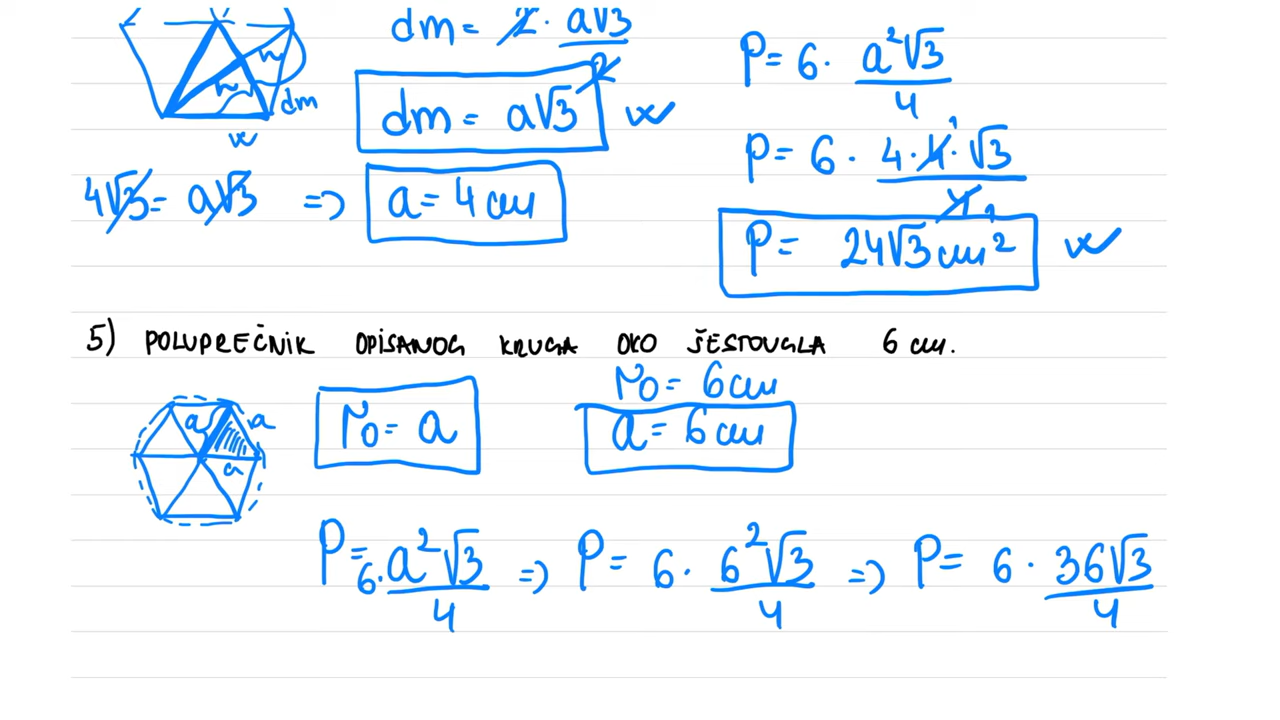 dm = 2 · a√3/2
dm = a√3
dm
4√3 = a√3 => a = 4 cm
P = 6 · a²√3/4
P = 6 · 4·4·√3/4
P = 24√3 cm²
5) POLUPREČNIK OPISANOG KRUGA OKO ŠESTOUGLA 6 cm.
a a a
r₀ = a
r₀ = 6 cm
a = 6 cm
P = 6 · a²√3/4 => P = 6 · 6²√3/4 => P = 6 · 36√3/4